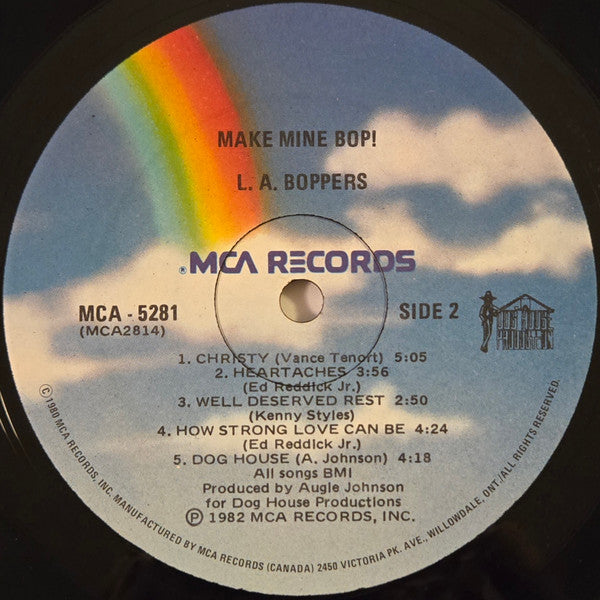 MAKE MINE BOP!
L. A. BOPPERS
®MCA RECORDS
MCA - 5281
(MCA2814)
SIDE 2
DOG HOUSE
PRODUCTION
1. CHRISTY (Vance Tenort) 5:05
2. HEARTACHES 3:56
(Ed Reddick Jr.)
3. WELL DESERVED REST 2:50
(Kenny Styles)
4. HOW STRONG LOVE CAN BE 4:24
(Ed Reddick Jr.)
5. DOG HOUSE (A. Johnson) 4:18
All songs BMI
Produced by Augie Johnson
for Dog House Productions
Ⓟ 1982 MCA RECORDS, INC.
© 1980 MCA RECORDS, INC. MANUFACTURED BY MCA RECORDS (CANADA) 2450 VICTORIA PK. AVE., WILLOWDALE, ONT./ALL RIGHTS RESERVED.